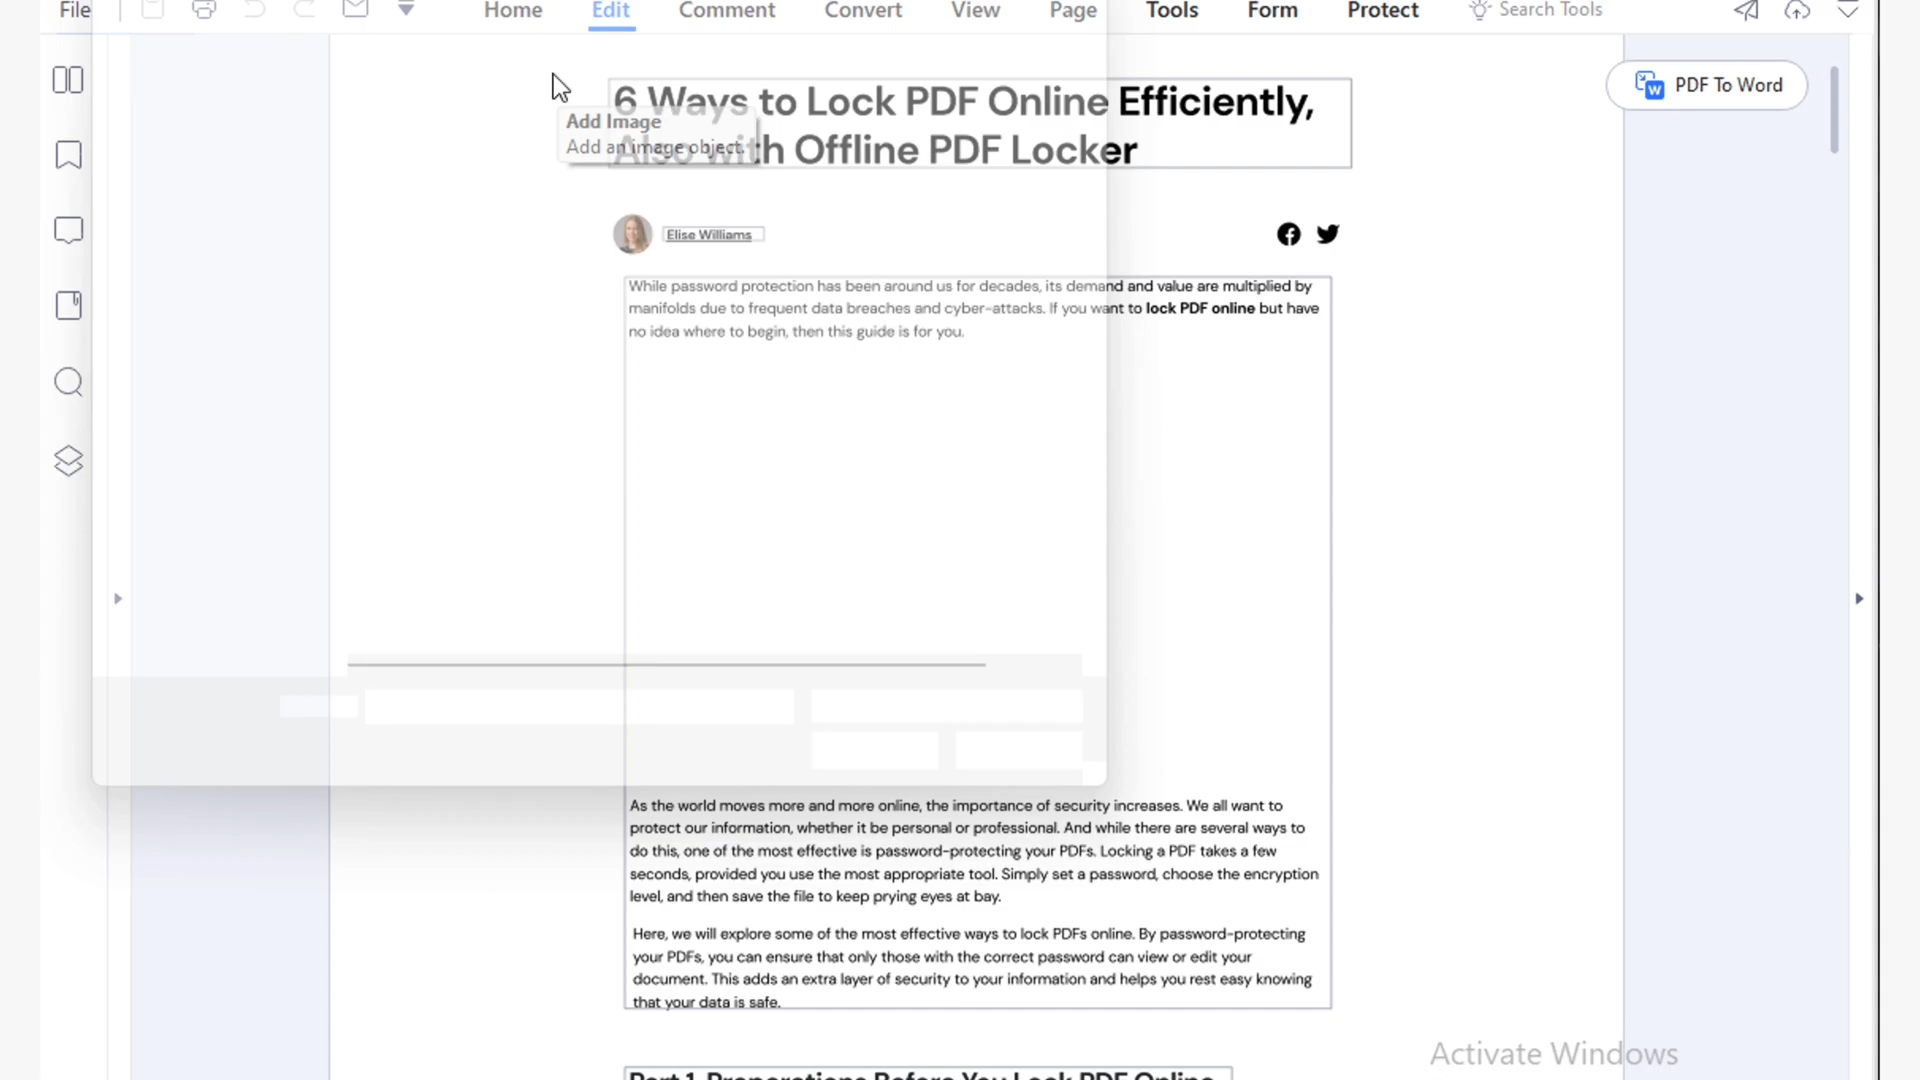 File
Home
Edit
Comment
Convert
View
Page
Tools
Form
Protect
Search Tools
PDF To Word
6 Ways to Lock PDF Online Efficiently,
Also with Offline PDF Locker
Add Image
Add an image object.
Elise Williams
While password protection has been around us for decades, its demand and value are multiplied by
manifolds due to frequent data breaches and cyber-attacks. If you want to lock PDF online but have
no idea where to begin, then this guide is for you.
As the world moves more and more online, the importance of security increases. We all want to
protect our information, whether it be personal or professional. And while there are several ways to
do this, one of the most effective is password-protecting your PDFs. Locking a PDF takes a few
seconds, provided you use the most appropriate tool. Simply set a password, choose the encryption
level, and then save the file to keep prying eyes at bay.
Here, we will explore some of the most effective ways to lock PDFs online. By password-protecting
your PDFs, you can ensure that only those with the correct password can view or edit your
document. This adds an extra layer of security to your information and helps you rest easy knowing
that your data is safe.
Activate Windows
Part 1. Preparations Before You Lock PDF Online